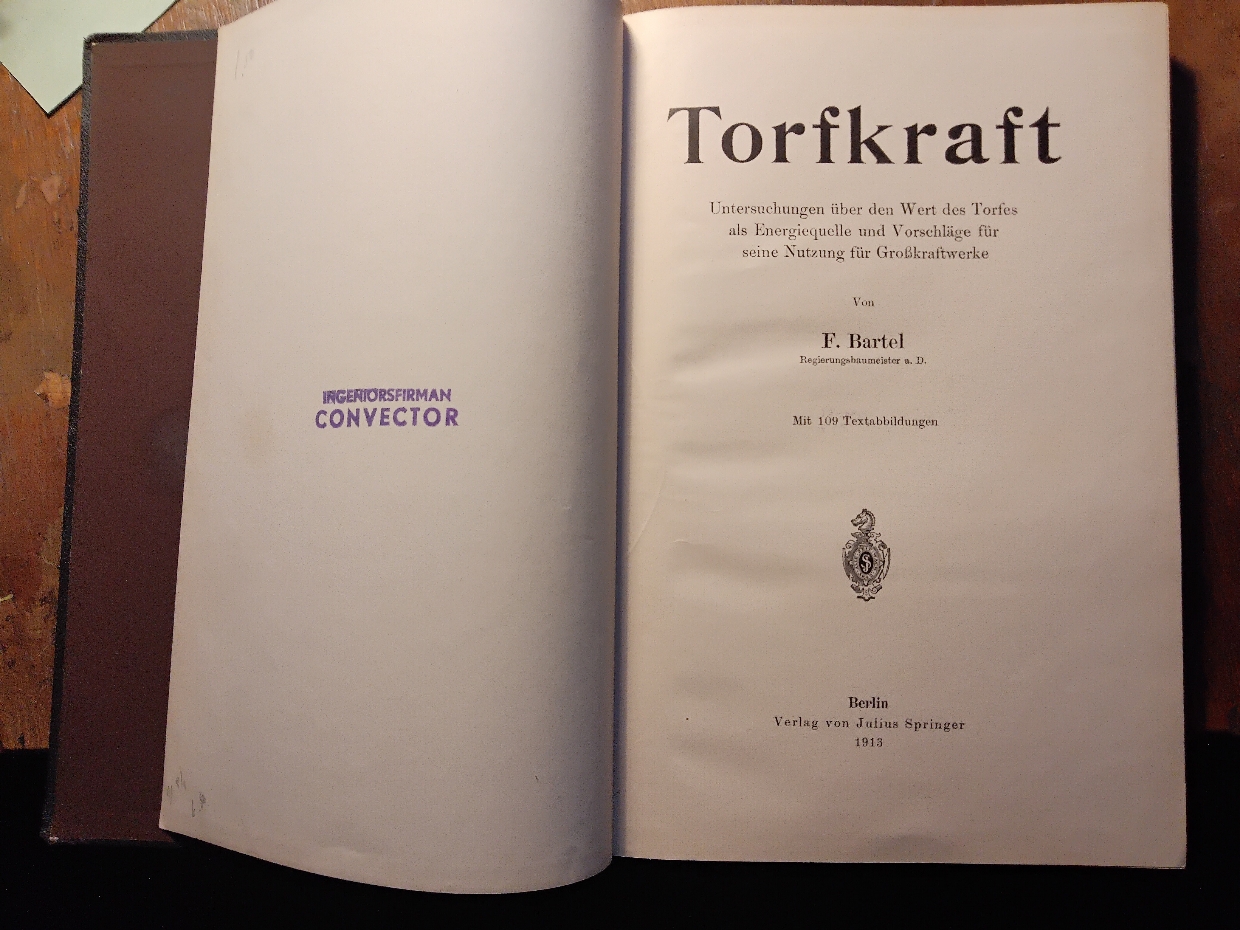 INGENIÖRSFIRMAN
CONVECTOR
Torfkraft
Untersuchungen über den Wert des Torfes
als Energiequelle und Vorschläge für
seine Nutzung für Großkraftwerke
Von
F. Bartel
Regierungsbaumeister a. D.
Mit 109 Textabbildungen
Berlin
Verlag von Julius Springer
1913